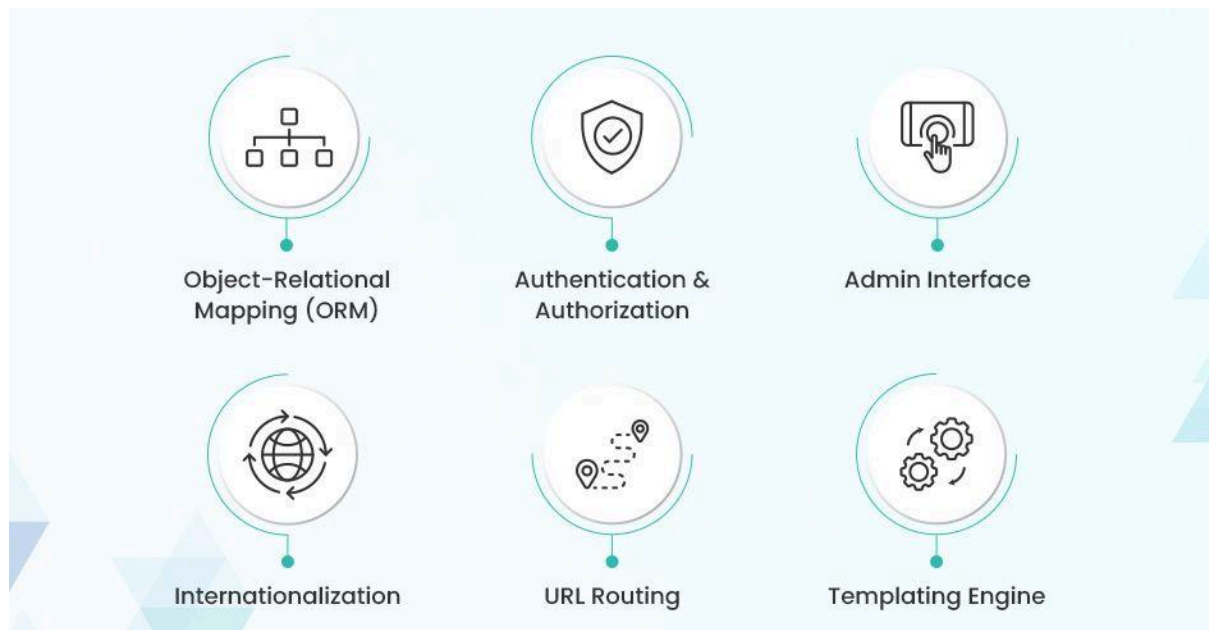 Object-Relational
Mapping (ORM)
Authentication &
Authorization
Admin Interface
Internationalization
URL Routing
Templating Engine